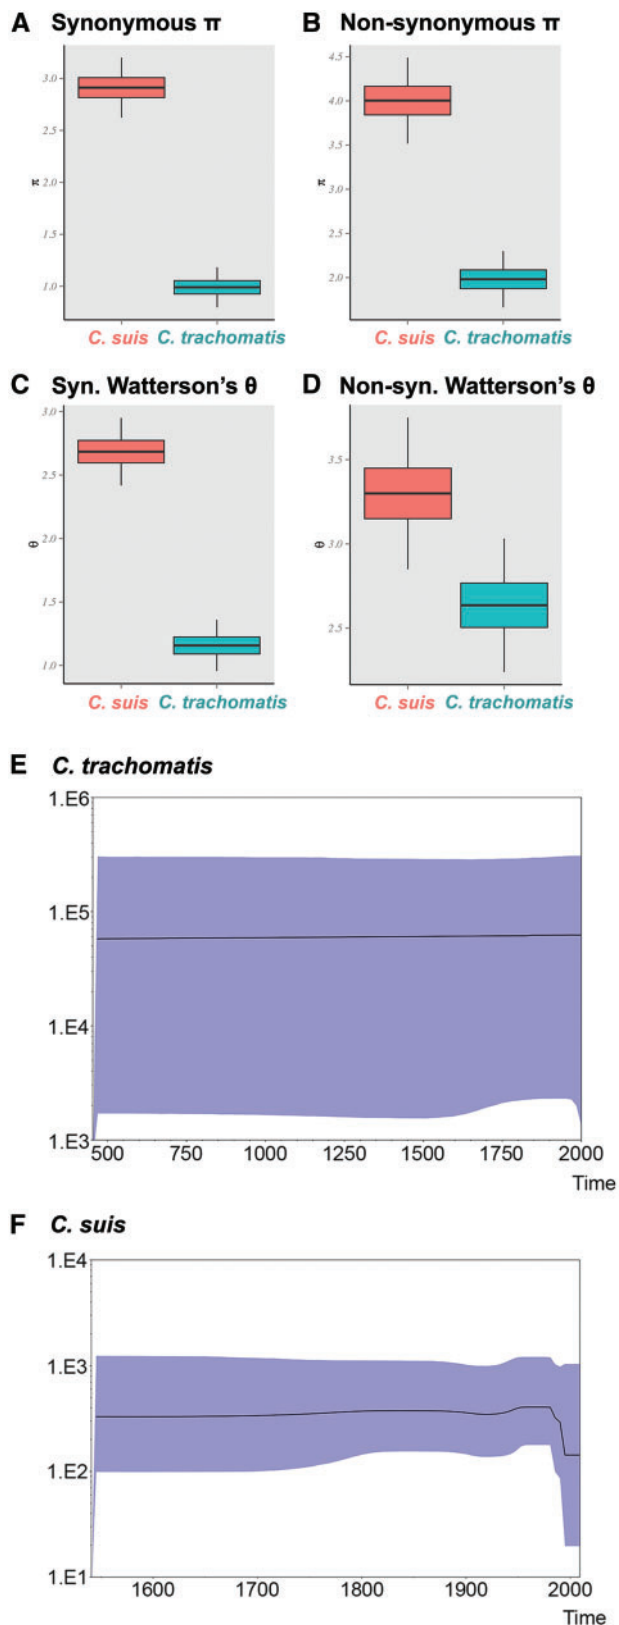 A Synonymous π
B Non-synonymous π
3.0
2.5
2.0
1.5
1.0
π
C. suis C. trachomatis
4.5
4.0
3.5
3.0
2.5
2.0
π
C. suis C. trachomatis
C Syn. Watterson's θ
D Non-syn. Watterson's θ
3.0
2.5
2.0
1.5
1.0
θ
C. suis C. trachomatis
3.5
3.0
2.5
θ
C. suis C. trachomatis
E C. trachomatis
1.E6
1.E5
1.E4
1.E3
500 750 1000 1250 1500 1750 2000
Time
F C. suis
1.E4
1.E3
1.E2
1.E1
1600 1700 1800 1900 2000
Time